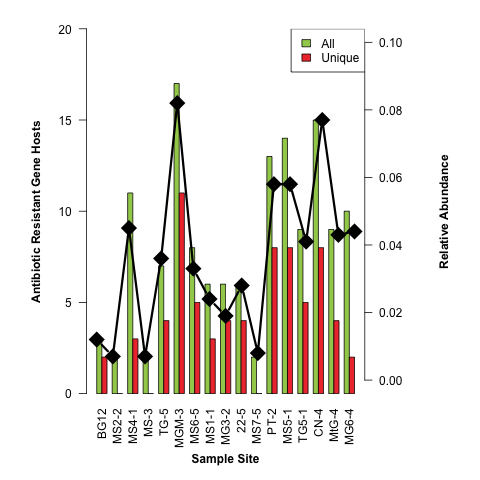 All
Unique
Antibiotic Resistant Gene Hosts
20
15
10
5
0
0.10
0.08
0.06
0.04
0.02
0.00
Relative Abundance
BG12
MS2-2
MS4-1
MS-3
TG-5
MGM-3
MS6-5
MS1-1
MG3-2
22-5
MS7-5
PT-2
MS5-1
TG5-1
CN-4
MtG-4
MG6-4
Sample Site